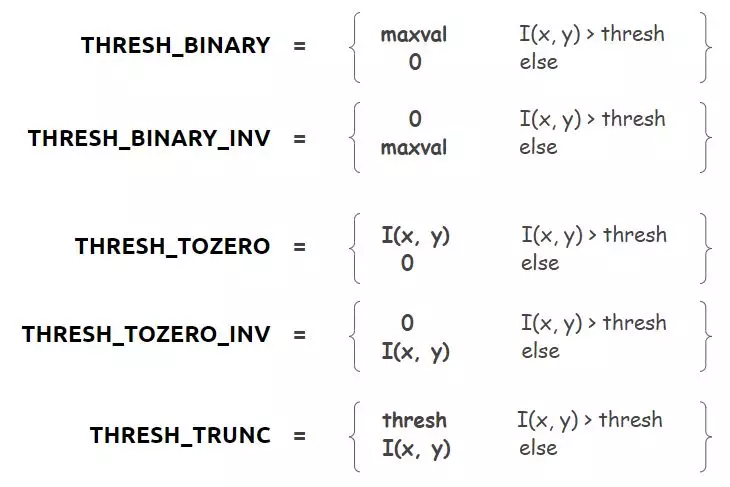 THRESH_BINARY = { maxval I(x, y) > thresh }
0 else
THRESH_BINARY_INV = { 0 I(x, y) > thresh }
maxval else
THRESH_TOZERO = { I(x, y) I(x, y) > thresh }
0 else
THRESH_TOZERO_INV = { 0 I(x, y) > thresh }
I(x, y) else
THRESH_TRUNC = { thresh I(x, y) > thresh }
I(x, y) else